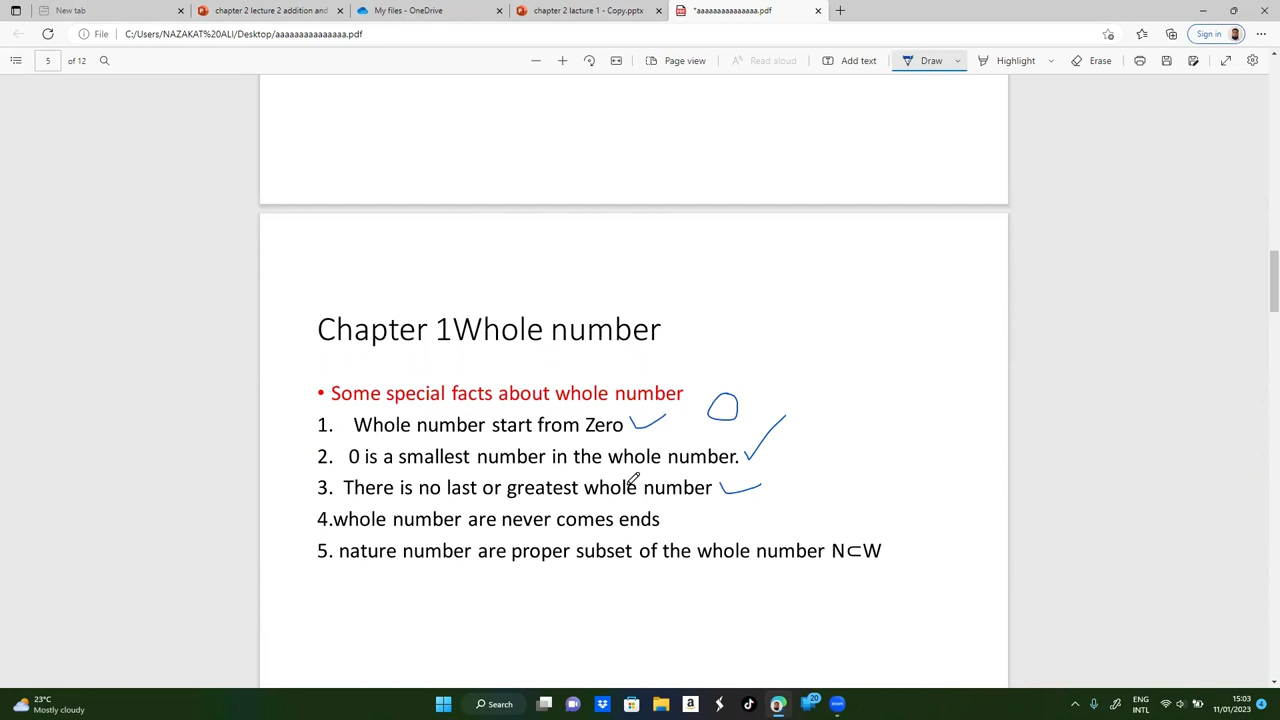 New tab
chapter 2 lecture 2 addition and
My files - OneDrive
chapter 2 lacture 1 - Copy.pptx
*aaaaaaaaaaaaaaa.pdf
File
C:/Users/NAZAKAT%20ALI/Desktop/aaaaaaaaaaaaaaa.pdf
Sign in
5 of 12
Page view
Read aloud
Add text
Draw
Highlight
Erase
Chapter 1Whole number
• Some special facts about whole number
1. Whole number start from Zero
2. 0 is a smallest number in the whole number.
3. There is no last or greatest whole number
4.whole number are never comes ends
5. nature number are proper subset of the whole number N⊂W
23°C
Mostly cloudy
Search
20
ENG
INTL
15:03
11/01/2023